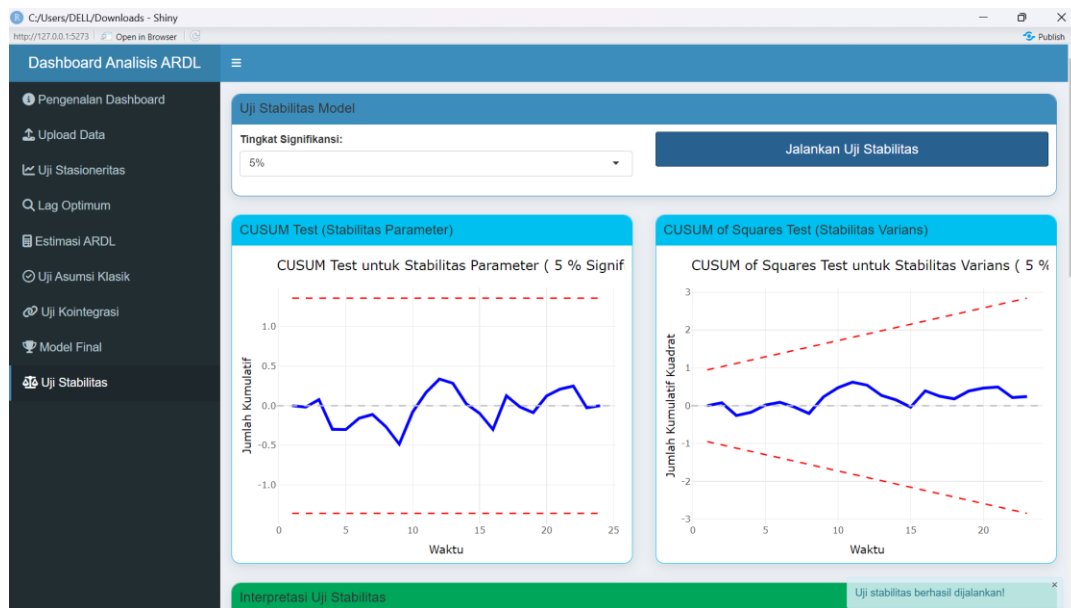 C:/Users/DELL/Downloads - Shiny
http://127.0.0.1:5273 Open in Browser
Publish
Dashboard Analisis ARDL
Pengenalan Dashboard
Upload Data
Uji Stasioneritas
Lag Optimum
Estimasi ARDL
Uji Asumsi Klasik
Uji Kointegrasi
Model Final
Uji Stabilitas
Uji Stabilitas Model
Tingkat Signifikansi:
5%
Jalankan Uji Stabilitas
CUSUM Test (Stabilitas Parameter)
CUSUM Test untuk Stabilitas Parameter ( 5 % Signif
Jumlah Kumulatif
1.0
0.5
0.0
-0.5
-1.0
0 5 10 15 20 25
Waktu
CUSUM of Squares Test (Stabilitas Varians)
CUSUM of Squares Test untuk Stabilitas Varians ( 5 %
Jumlah Kumulatif Kuadrat
3
2
1
0
-1
-2
-3
0 5 10 15 20
Waktu
Interpretasi Uji Stabilitas
Uji stabilitas berhasil dijalankan!
×